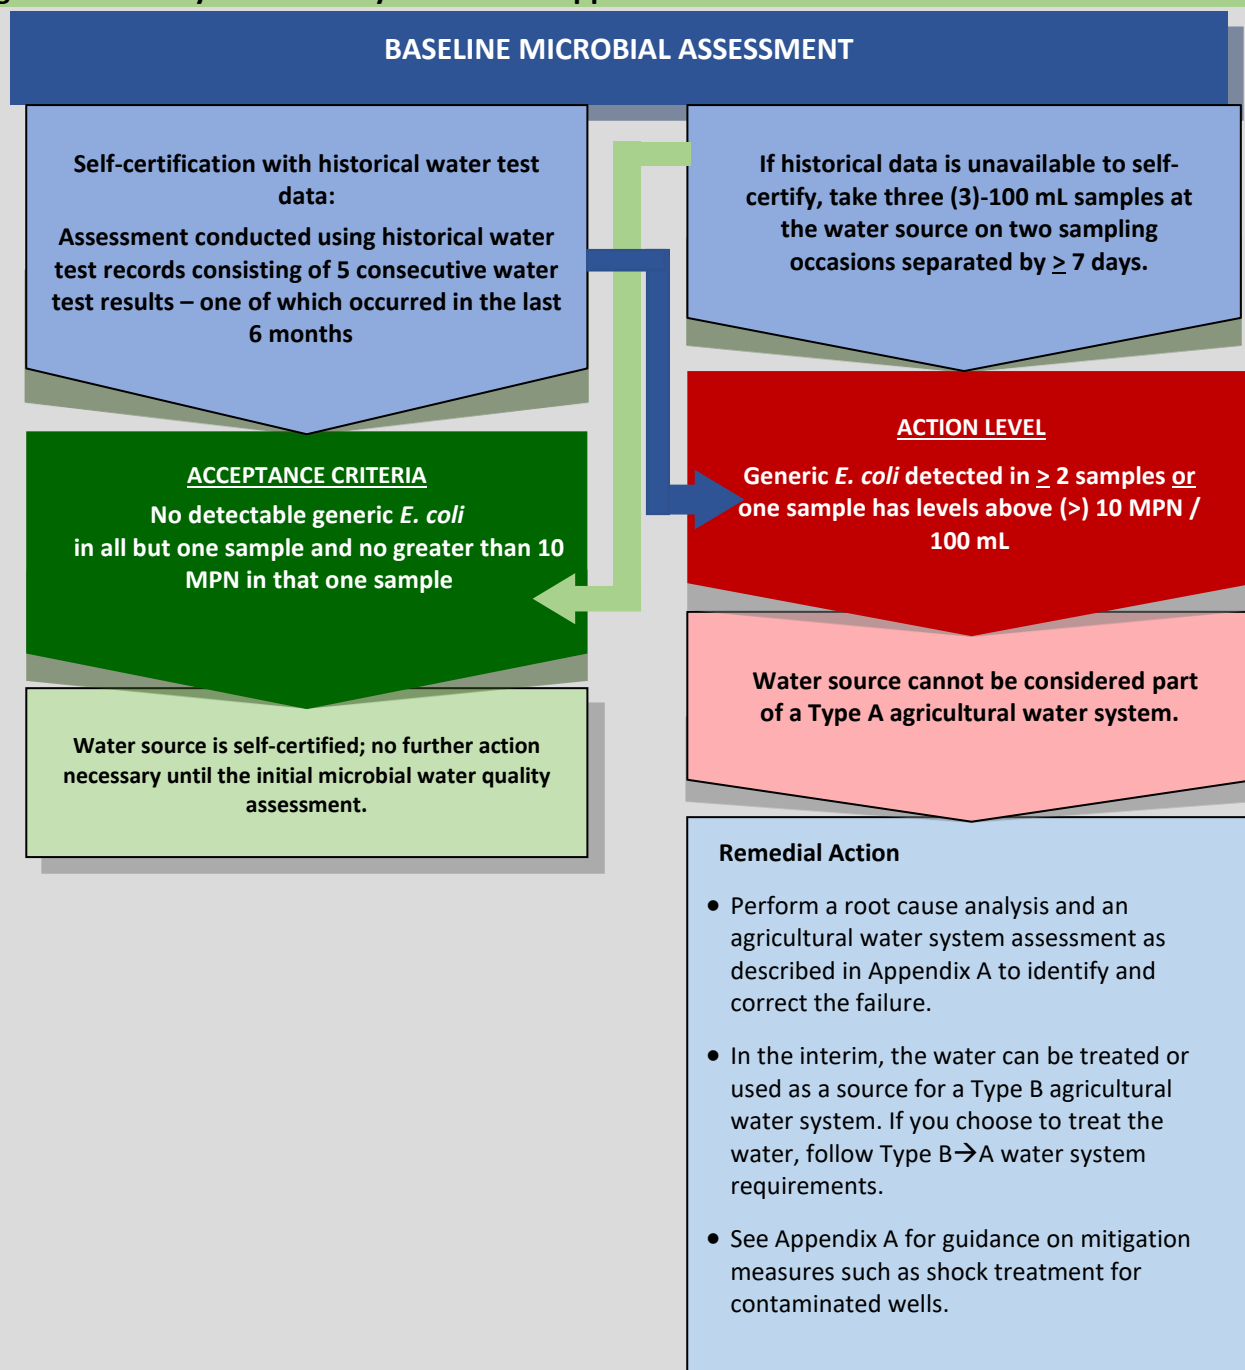 BASELINE MICROBIAL ASSESSMENT
Self-certification with historical water test
data:
Assessment conducted using historical water
test records consisting of 5 consecutive water
test results – one of which occurred in the last
6 months
ACCEPTANCE CRITERIA
No detectable generic E. coli
in all but one sample and no greater than 10
MPN in that one sample
Water source is self-certified; no further action
necessary until the initial microbial water quality
assessment.
If historical data is unavailable to self-
certify, take three (3)-100 mL samples at
the water source on two sampling
occasions separated by > 7 days.
ACTION LEVEL
Generic E. coli detected in > 2 samples or
one sample has levels above (>) 10 MPN /
100 mL
Water source cannot be considered part
of a Type A agricultural water system.
Remedial Action
• Perform a root cause analysis and an
agricultural water system assessment as
described in Appendix A to identify and
correct the failure.
• In the interim, the water can be treated or
used as a source for a Type B agricultural
water system. If you choose to treat the
water, follow Type B→A water system
requirements.
• See Appendix A for guidance on mitigation
measures such as shock treatment for
contaminated wells.